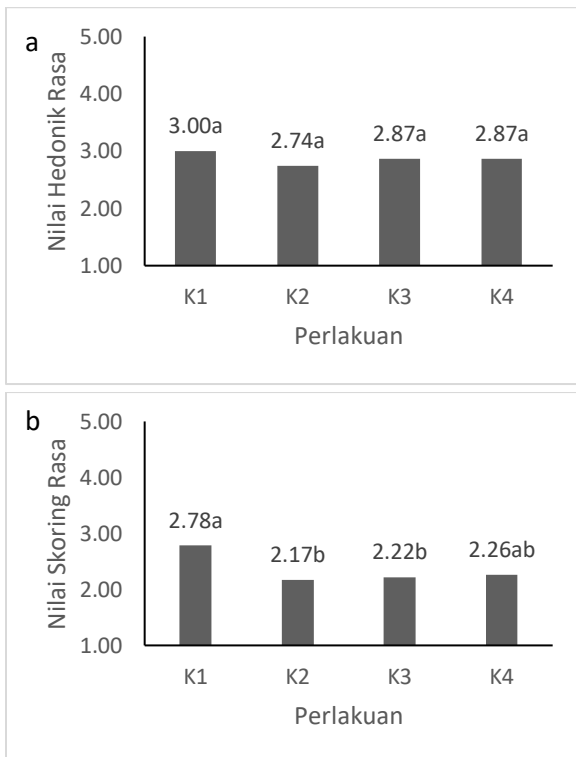 a
Nilai Hedonik Rasa
5.00
4.00
3.00
2.00
1.00
3.00a
2.74a
2.87a
2.87a
K1
K2
K3
K4
Perlakuan
b
Nilai Skoring Rasa
5.00
4.00
3.00
2.00
1.00
2.78a
2.17b
2.22b
2.26ab
K1
K2
K3
K4
Perlakuan